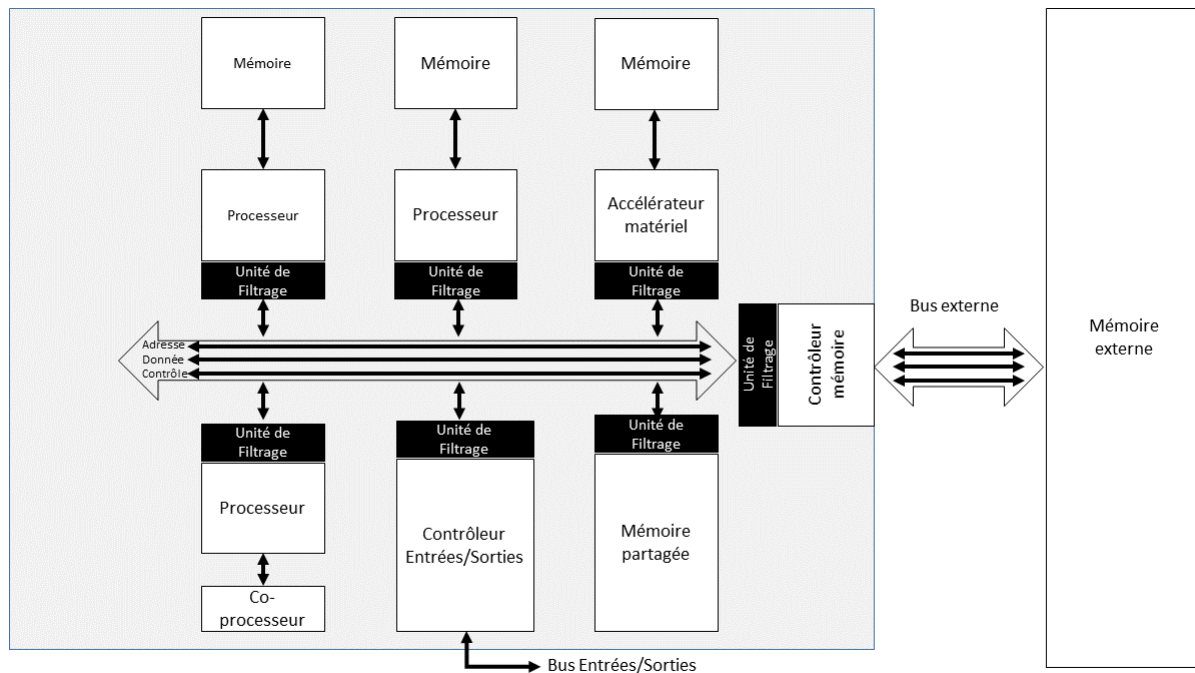 Mémoire
Mémoire
Mémoire
Processeur
Processeur
Accélérateur
matériel
Unité de
Filtrage
Unité de
Filtrage
Unité de
Filtrage
Adresse
Donnée
Contrôle
Unité de
Filtrage
Contrôleur
mémoire
Bus externe
Mémoire
externe
Unité de
Filtrage
Unité de
Filtrage
Unité de
Filtrage
Processeur
Contrôleur
Entrées/Sorties
Mémoire
partagée
Co-
processeur
Bus Entrées/Sorties